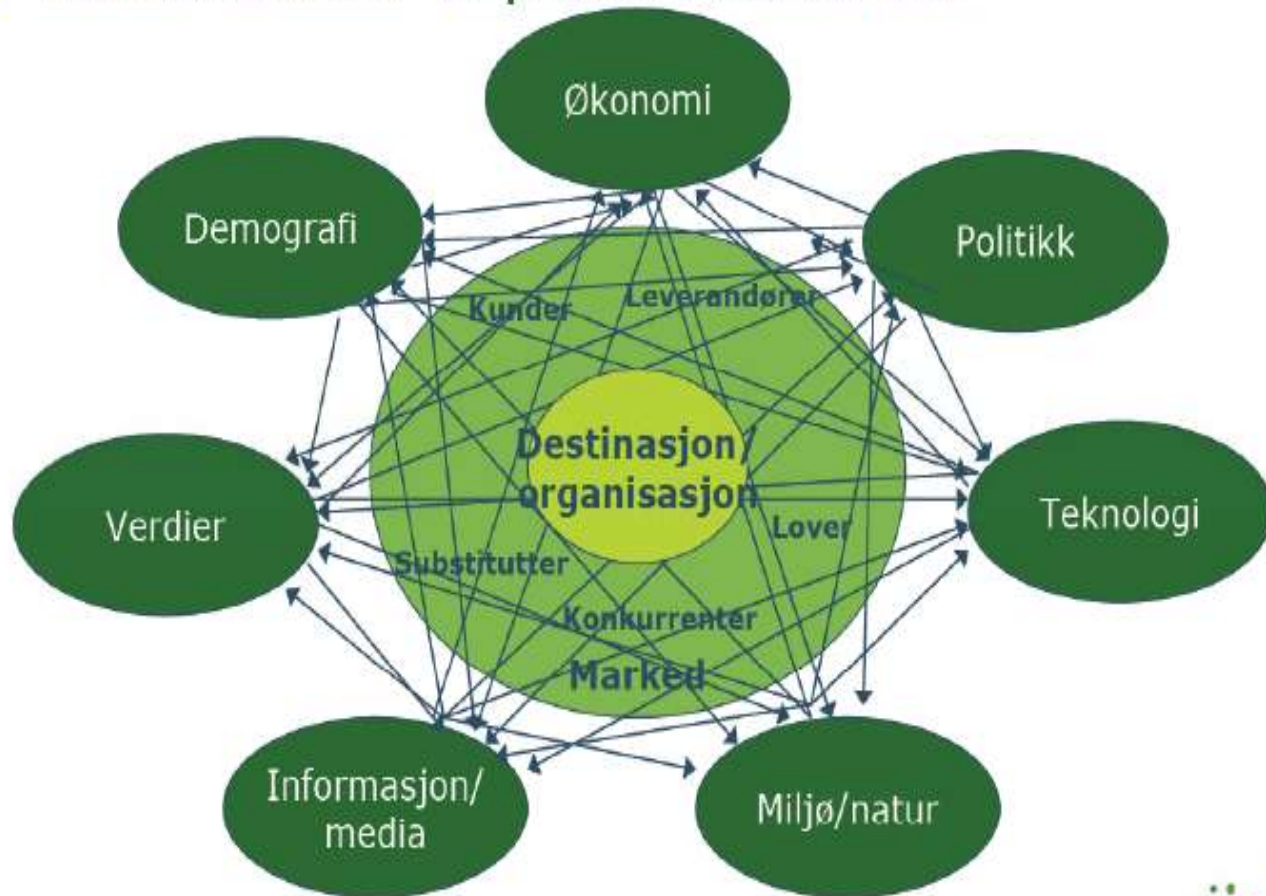 Økonomi
Demografi
Politikk
Kunder
Leverandører
Destinasjon/
organisasjon
Verdier
Teknologi
Lover
Substitutter
Konkurrenter
Marked
Informasjon/
media
Miljø/natur